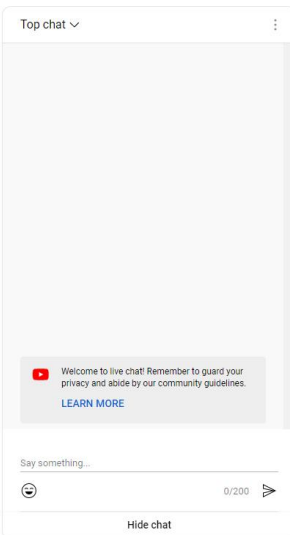 Top chat
Welcome to live chat! Remember to guard your
privacy and abide by our community guidelines.
LEARN MORE
Say something...
0/200
Hide chat